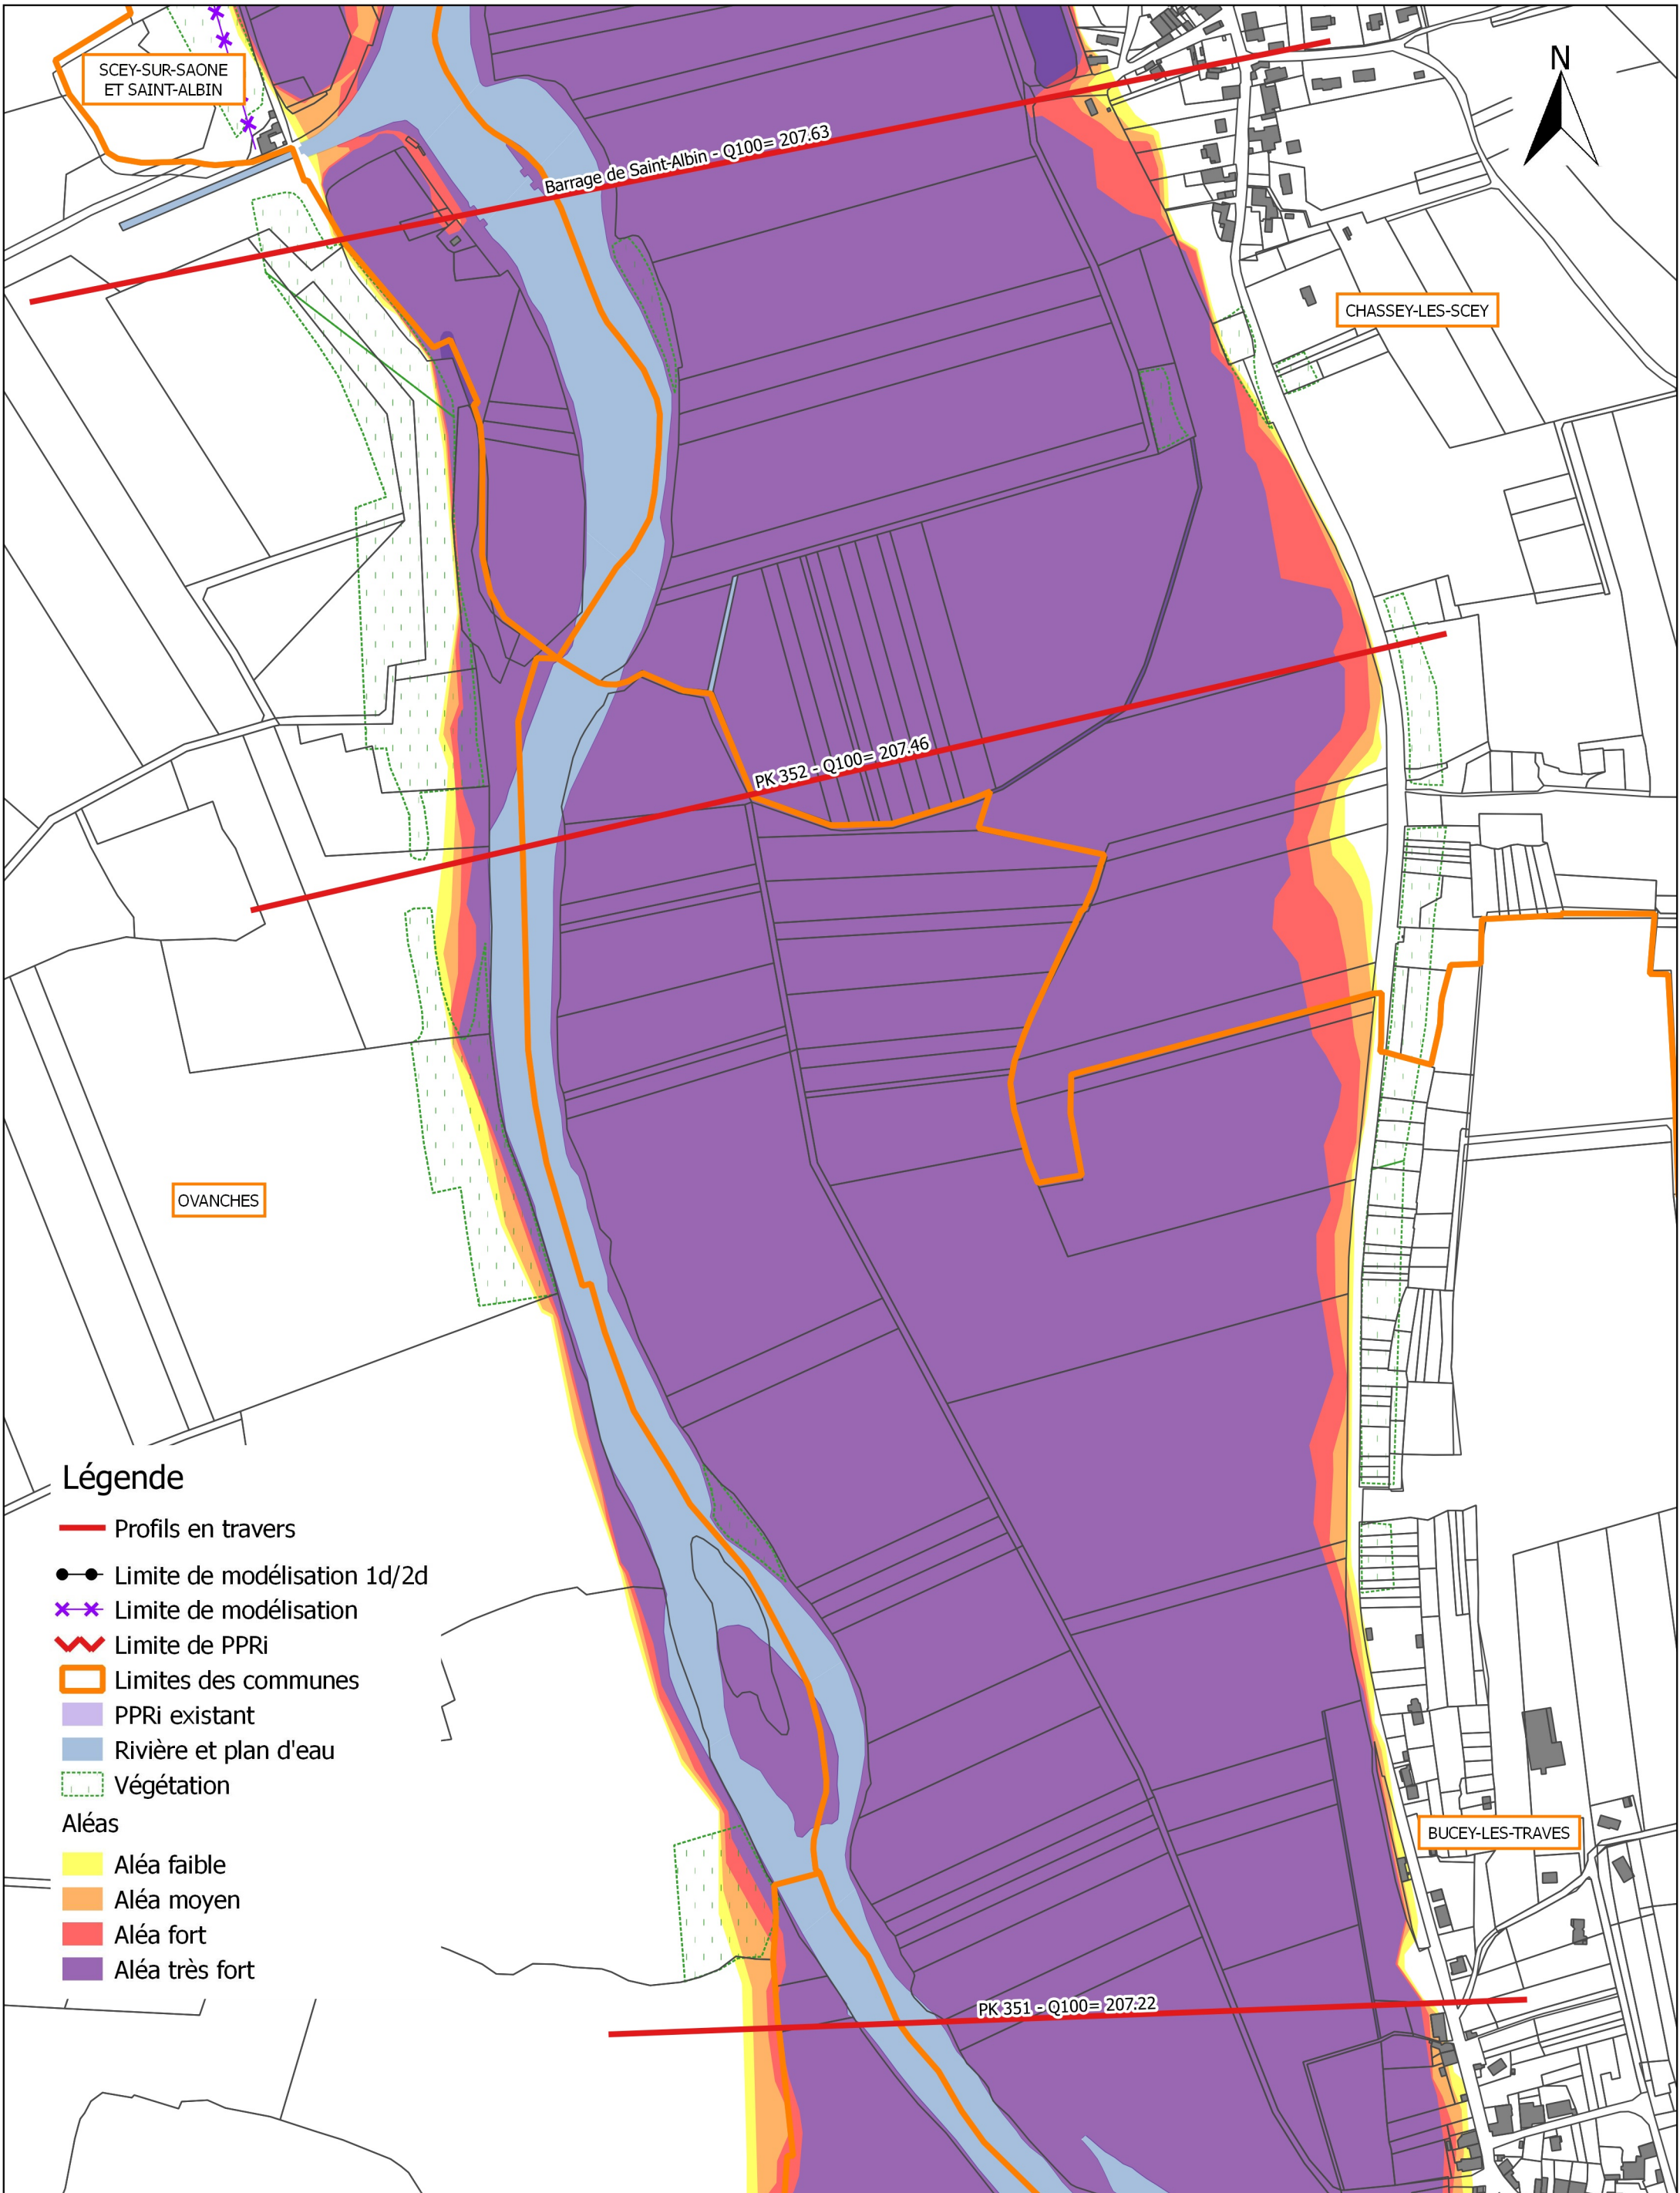 SCEY-SUR-SAONE
ET SAINT-ALBIN
N
Barrage de Saint-Albin - Q100= 207.63
CHASSEY-LES-SCEY
PK 352 - Q100= 207.46
OVANCHES
Légende
Profils en travers
Limite de modélisation 1d/2d
Limite de modélisation
Limite de PPRi
Limites des communes
PPRi existant
Rivière et plan d'eau
Végétation
Aléas
Aléa faible
Aléa moyen
Aléa fort
Aléa très fort
BUCEY-LES-TRAVES
PK 351 - Q100= 207.22